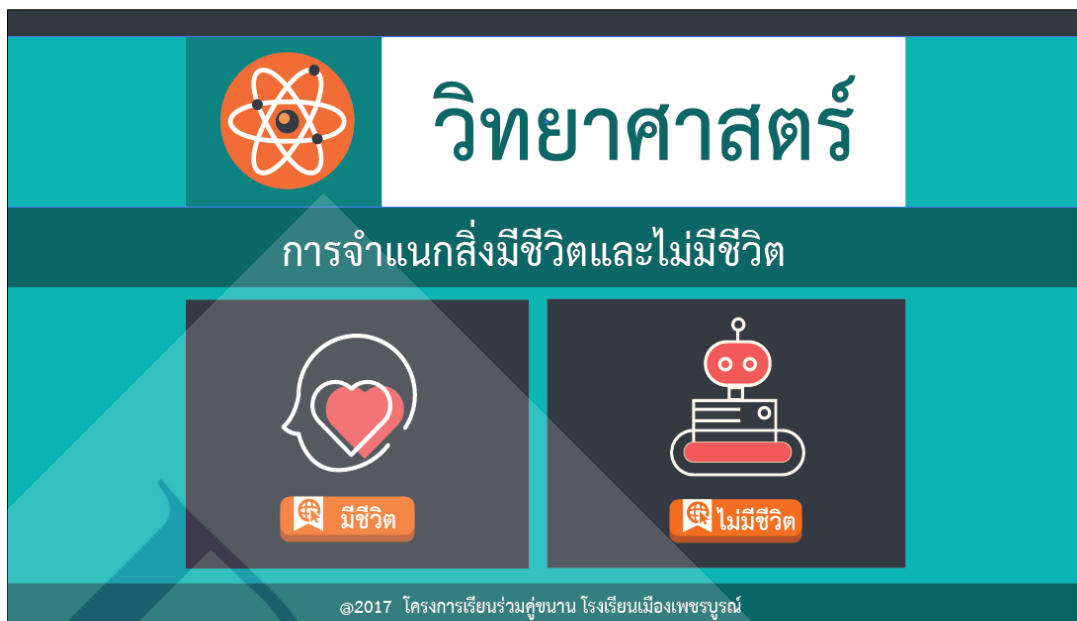 วิทยาศาสตร์
การจำแนกสิ่งมีชีวิตและไม่มีชีวิต
มีชีวิต
ไม่มีชีวิต
@2017 โครงการเรียนร่วมคู่ขนาน โรงเรียนเมืองเพชรบูรณ์